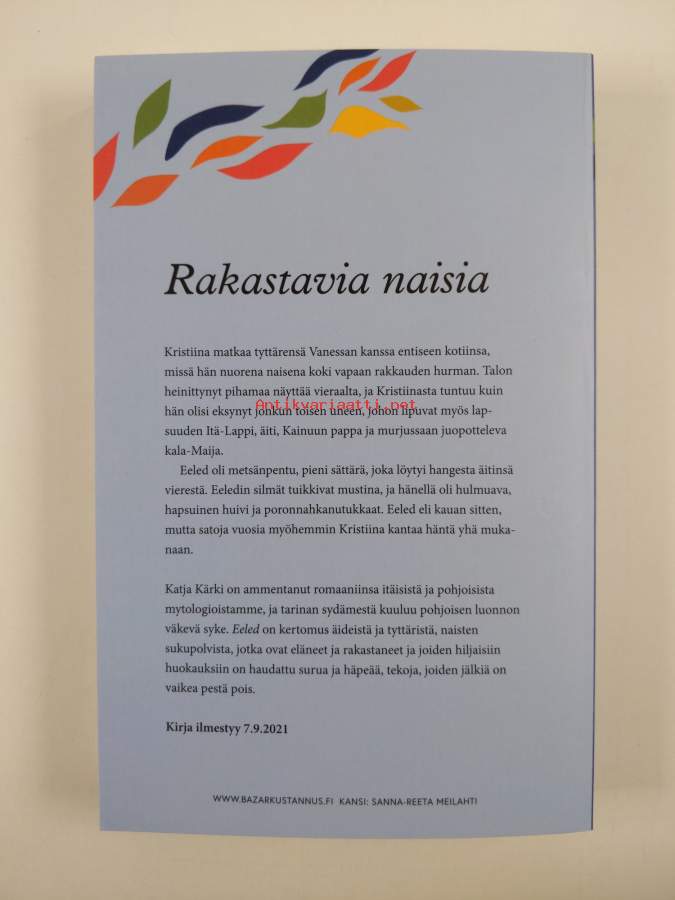 Rakastavia naisia
Kristiina matkaa tyttärensä Vanessan kanssa entiseen kotiinsa,
missä hän nuorena naisena koki vapaan rakkauden hurman. Talon
heinittynyt pihamaa näyttää vieraalta, ja Kristiinasta tuntuu kuin
Antikvariaatti.net
hän olisi eksynyt jonkun toisen uneen, johon lipuvat myös lap-
suuden Itä-Lappi, äiti, Kainuun pappa ja murjussaan juopotteleva
kala-Maija.
Eeled oli metsänpentu, pieni sättärä, joka löytyi hangesta äitinsä
vierestä. Eeledin silmät tuikkivat mustina, ja hänellä oli hulmuava,
hapsuinen huivi ja poronnahkanutukkaat. Eeled eli kauan sitten,
mutta satoja vuosia myöhemmin Kristiina kantaa häntä yhä muka-
naan.
Katja Kärki on ammentanut romaaniinsa itäisistä ja pohjoisista
mytologioistamme, ja tarinan sydämestä kuuluu pohjoisen luonnon
väkevä syke. Eeled on kertomus äideistä ja tyttäristä, naisten
sukupolvista, jotka ovat eläneet ja rakastaneet ja joiden hiljaisiin
huokauksiin on haudattu surua ja häpeää, tekoja, joiden jälkiä on
vaikea pestä pois.
Kirja ilmestyy 7.9.2021
WWW.BAZARKUSTANNUS.FI KANSI: SANNA-REETA MEILAHTI